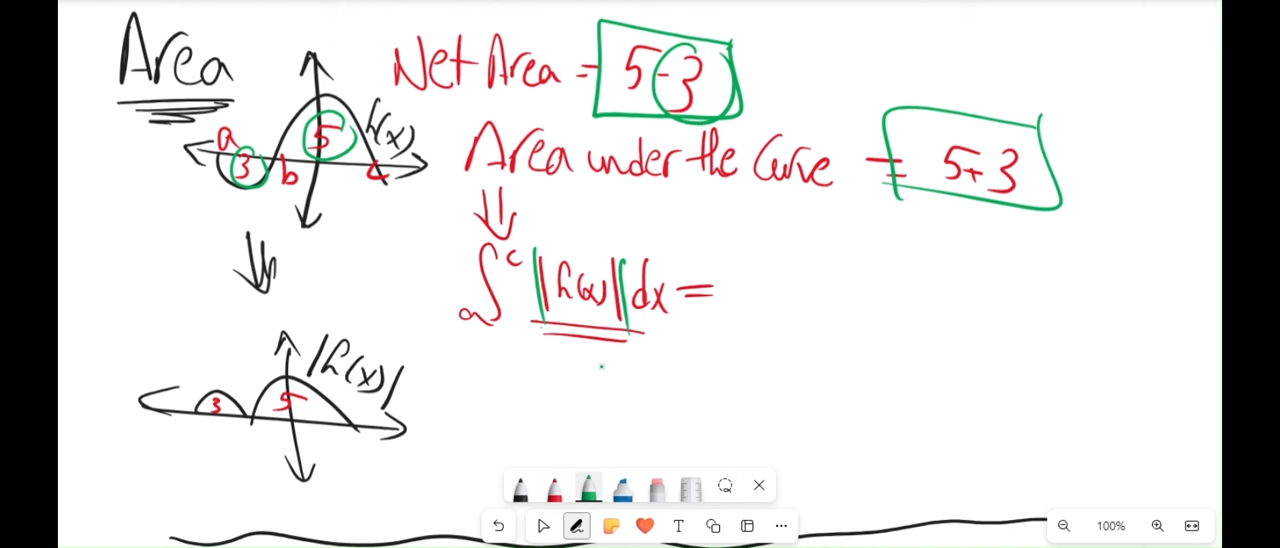 Area
Net Area = 5-3
h(x)
a
5
3
b
c
Area under the Curve = 5+3
∫ₐᶜ |h(x)| dx =
|h(x)|
3
5
100%